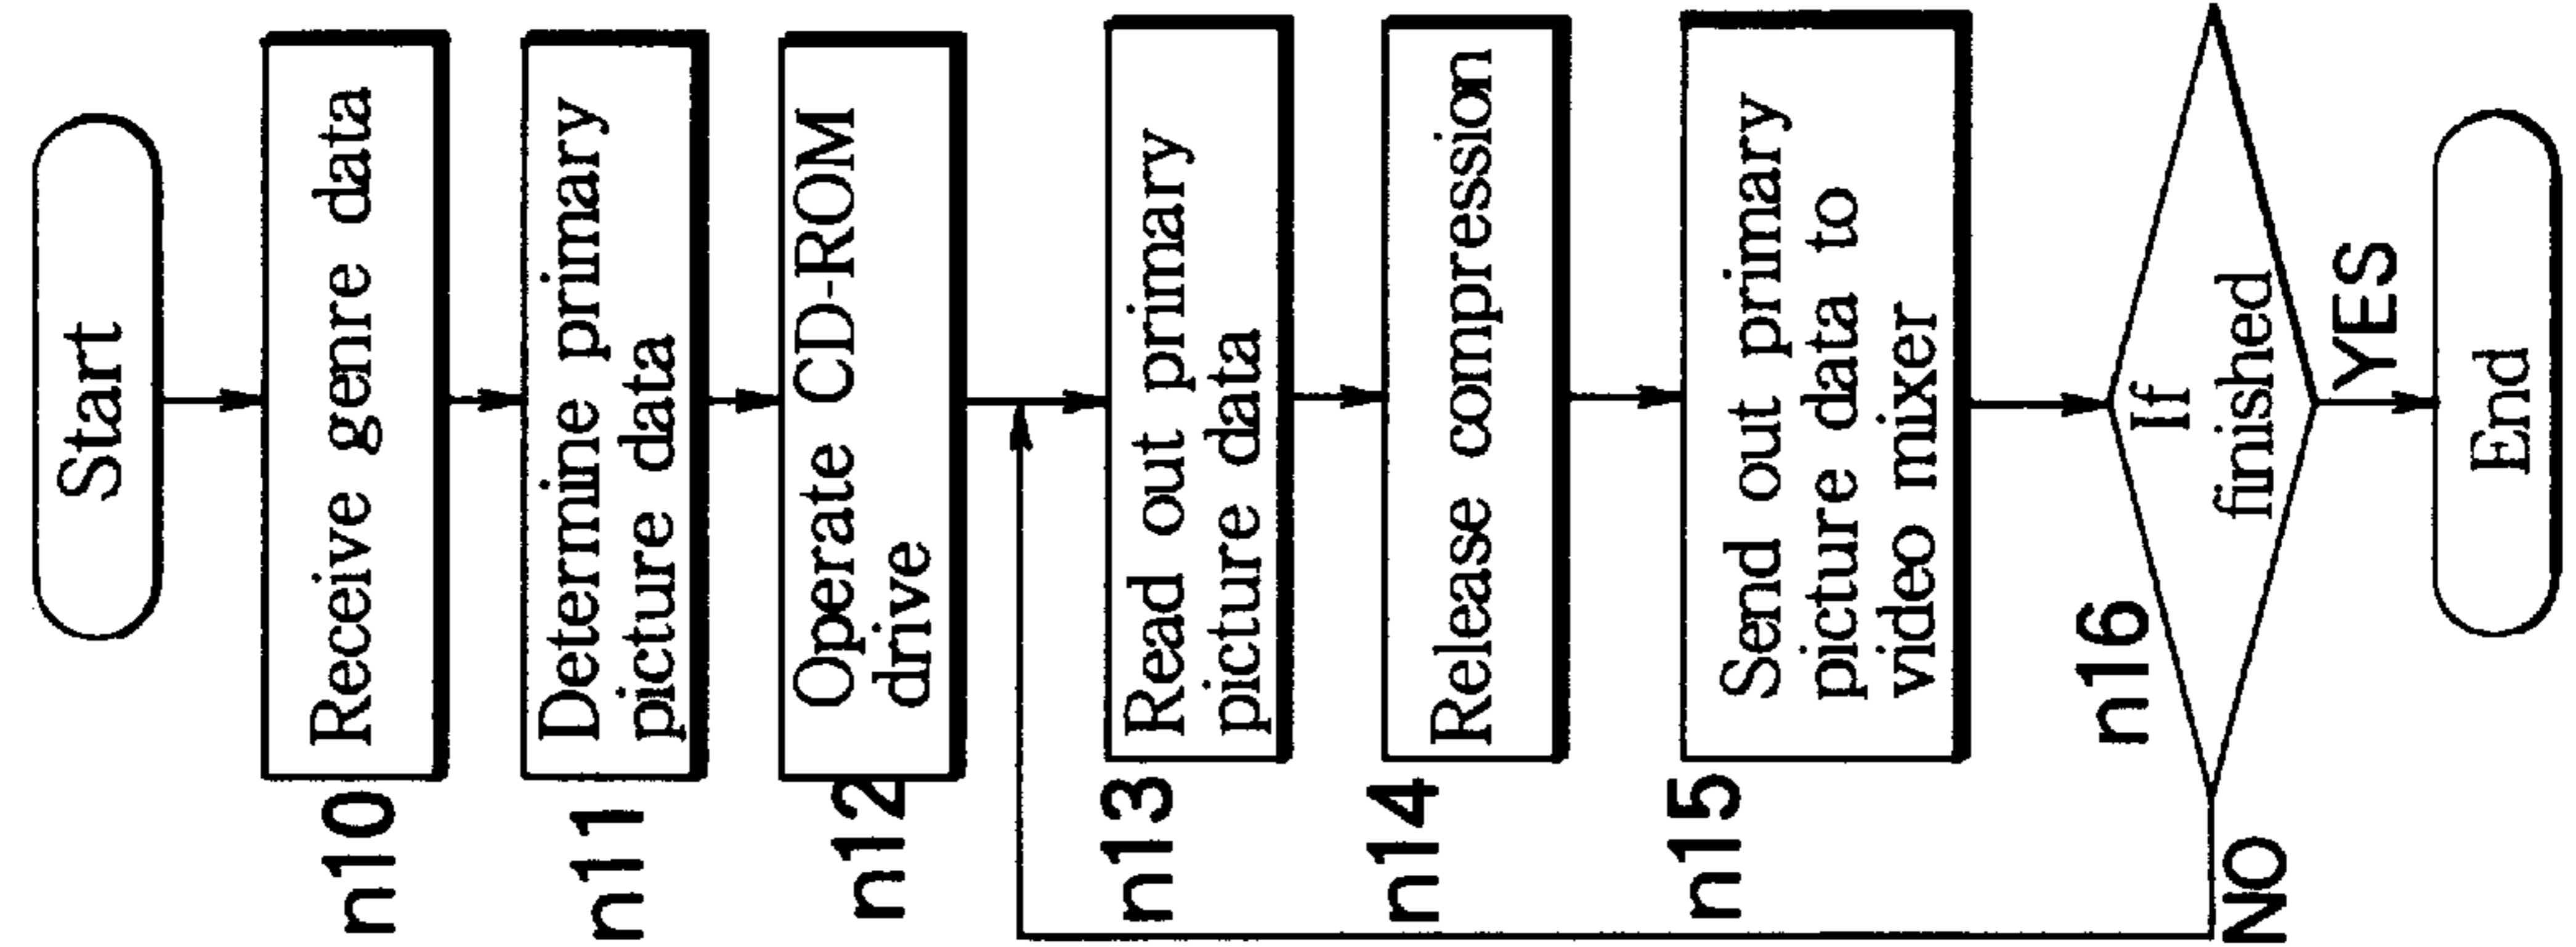 Start
n10
Receive genre data
n11
Determine primary
picture data
n12
Operate CD-ROM
drive
n13
Read out primary
picture data
n14
Release compression
n15
Send out primary
picture data to
video mixer
n16
If
finished
NO
YES
End